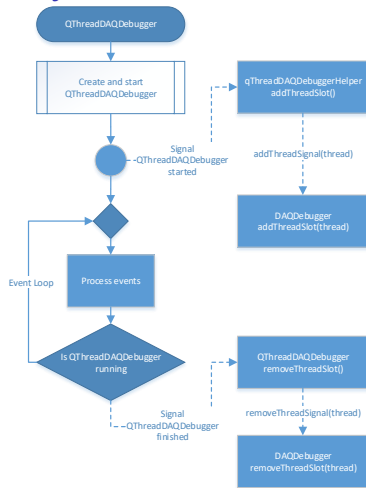 QThreadDAQDebugger
Create and start
QThreadDAQDebugger
qThreadDAQDebuggerHelper
addThreadSlot()
Signal
QThreadDAQDebugger
started
addThreadSignal(thread)
DAQDebugger
addThreadSlot(thread)
Event Loop
Process events
Is QThreadDAQDebugger
running
QThreadDAQDebugger
removeThreadSlot()
Signal
QThreadDAQDebugger
finished
removeThreadSignal(thread)
DAQDebugger
removeThreadSlot(thread)